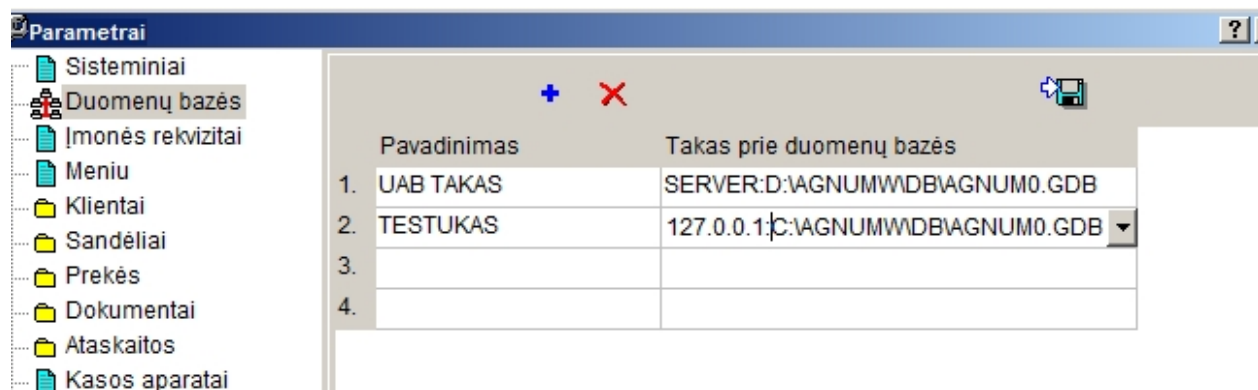 Parametrai
?
Sisteminiai
Duomenų bazės
Įmonės rekvizitai
Meniu
Klientai
Sandėliai
Prekės
Dokumentai
Ataskaitos
Kasos aparatai
Pavadinimas Takas prie duomenų bazės
1. UAB TAKAS SERVER:D:\AGNUMW\DB\AGNUM0.GDB
2. TESTUKAS 127.0.0.1:C:\AGNUMW\DB\AGNUM0.GDB
3.
4.